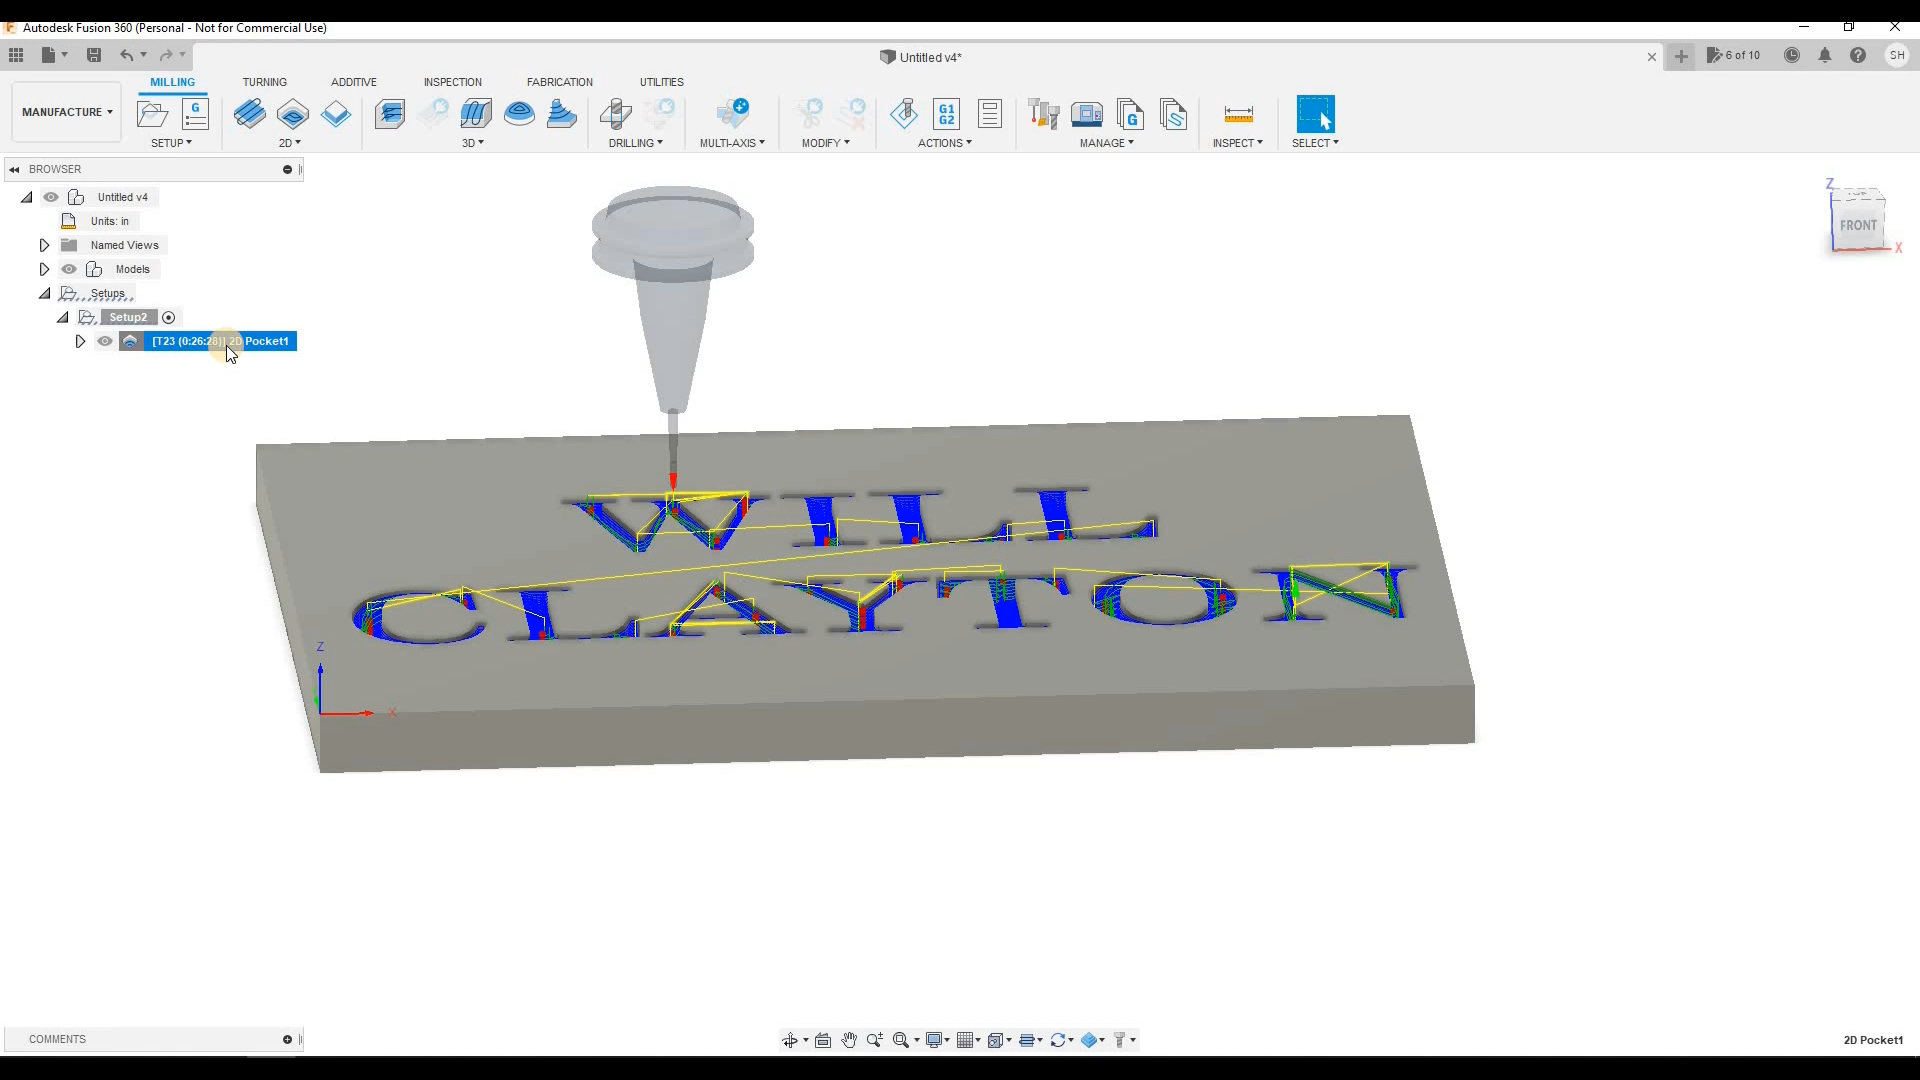 Autodesk Fusion 360 (Personal - Not for Commercial Use)
Untitled v4*
6 of 10
SH
MILLING TURNING ADDITIVE INSPECTION FABRICATION UTILITIES
MANUFACTURE
G
G1
G2
G
SETUP 2D 3D DRILLING MULTI-AXIS MODIFY ACTIONS MANAGE INSPECT SELECT
BROWSER
Untitled v4
Units: in
Named Views
Models
Setups
Setup2
[T23 (0:26:28)] 2D Pocket1
Z
TOP
FRONT
X
WILL
CLAYTON
Z
X
COMMENTS
2D Pocket1